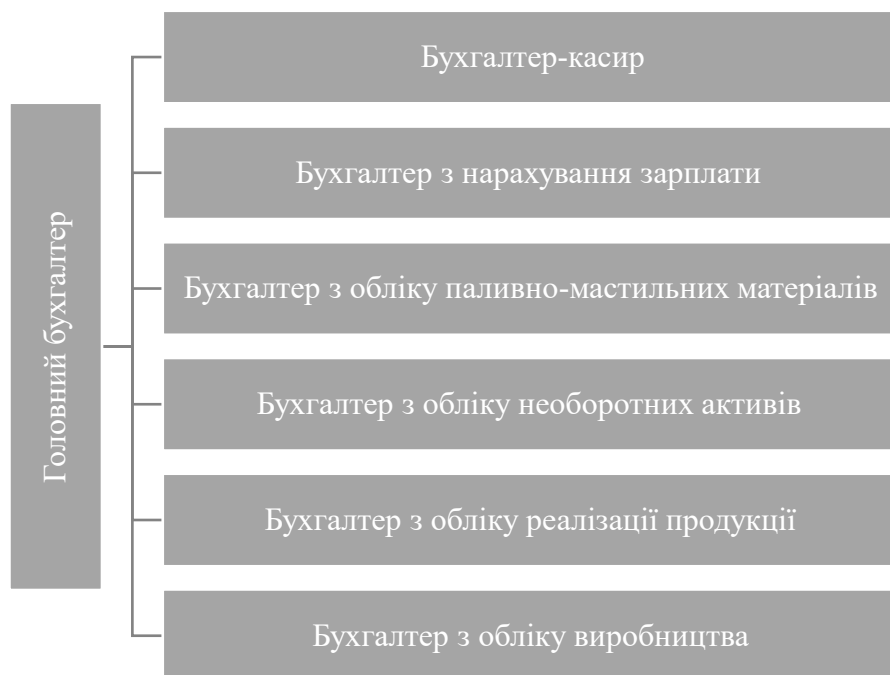 Головний бухгалтер
Бухгалтер-касир
Бухгалтер з нарахування зарплати
Бухгалтер з обліку паливно-мастильних матеріалів
Бухгалтер з обліку необоротних активів
Бухгалтер з обліку реалізації продукції
Бухгалтер з обліку виробництва